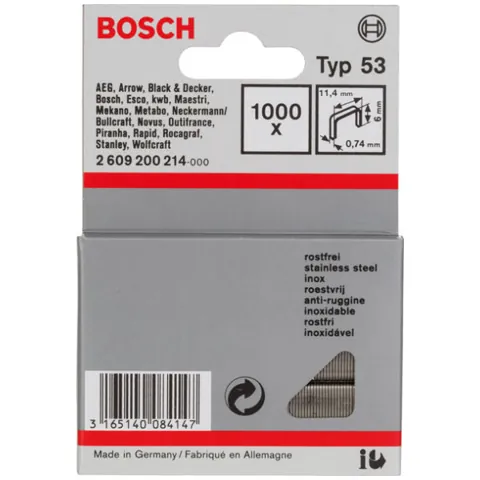 BOSCH
BOSCH
Typ 53
AEG, Arrow, Black & Decker,
Bosch, Esco, kwb, Maestri,
Mekano, Metabo, Neckermann/
Bullcraft, Novus, Outifrance,
Piranha, Rapid, Rocagraf,
Stanley, Wolfcraft
2 609 200 214-000
1000
x
11,4 mm
6 mm
0,74 mm
rostfrei
stainless steel
inox
roestvrij
anti-ruggine
inoxidable
rostfri
inoxidável
3 165140 084147
Made in Germany / Fabriqué en Allemagne